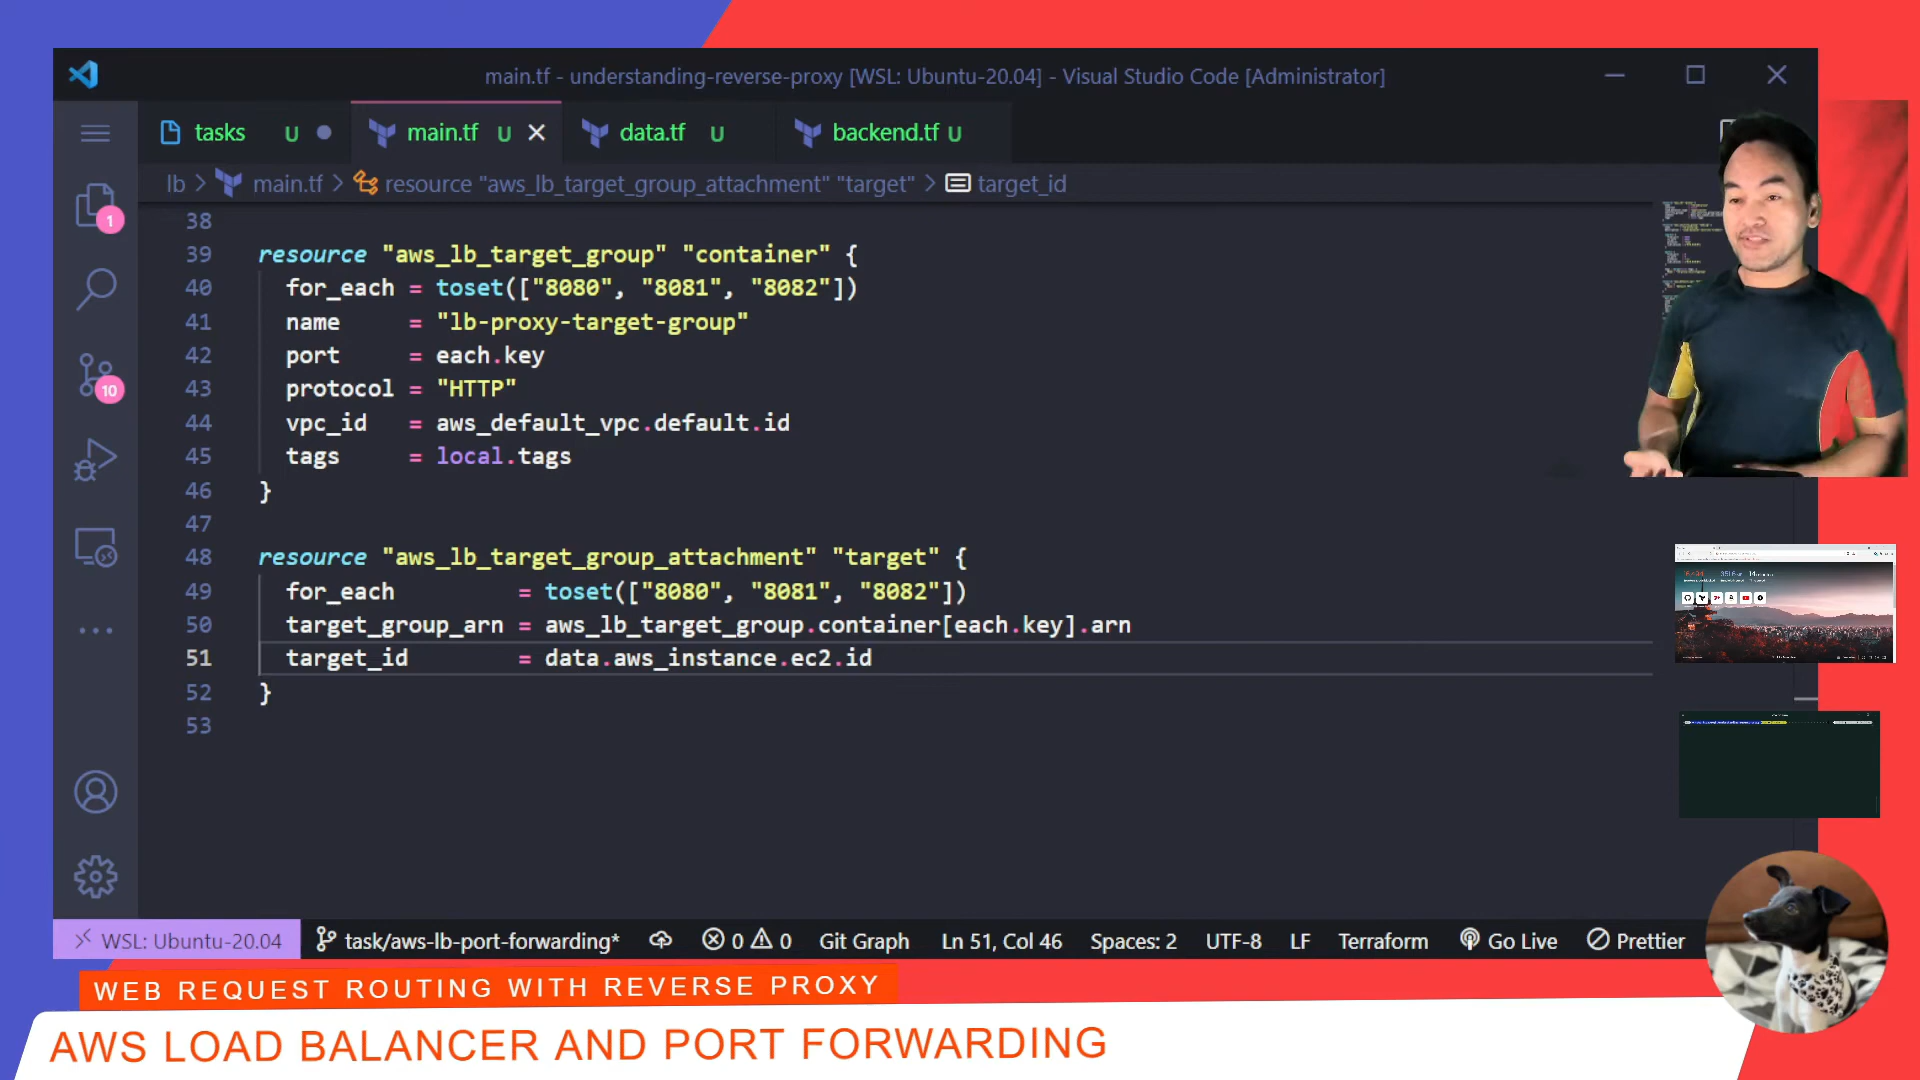 main.tf - understanding-reverse-proxy [WSL: Ubuntu-20.04] - Visual Studio Code [Administrator]
tasks U main.tf U data.tf U backend.tf U
lb > main.tf > resource "aws_lb_target_group_attachment" "target" > target_id
38
39 resource "aws_lb_target_group" "container" {
40 for_each = toset(["8080", "8081", "8082"])
41 name = "lb-proxy-target-group"
42 port = each.key
43 protocol = "HTTP"
44 vpc_id = aws_default_vpc.default.id
45 tags = local.tags
46 }
47
48 resource "aws_lb_target_group_attachment" "target" {
49 for_each = toset(["8080", "8081", "8082"])
50 target_group_arn = aws_lb_target_group.container[each.key].arn
51 target_id = data.aws_instance.ec2.id
52 }
53
1
10
WSL: Ubuntu-20.04 task/aws-lb-port-forwarding* 0 0 Git Graph Ln 51, Col 46 Spaces: 2 UTF-8 LF Terraform Go Live Prettier
WEB REQUEST ROUTING WITH REVERSE PROXY
AWS LOAD BALANCER AND PORT FORWARDING